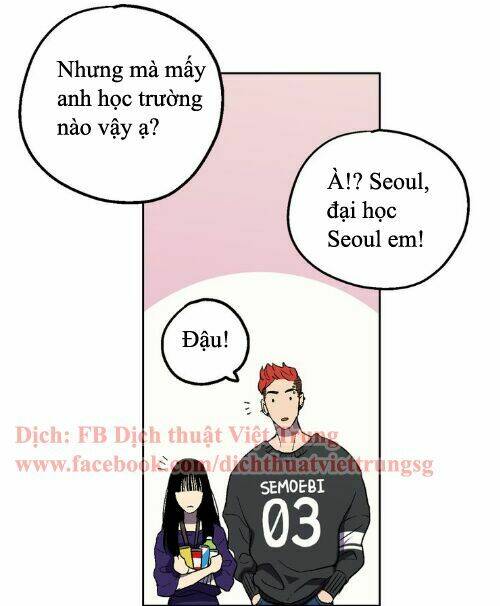 Nhưng mà mấy
anh học trường
nào vậy ạ?
À!? Seoul,
đại học
Seoul em!
Đậu!
Dịch: FB Dịch thuật Việt Trung
www.facebook.com/dichthuatviettrungsg
SEMOEBI
03